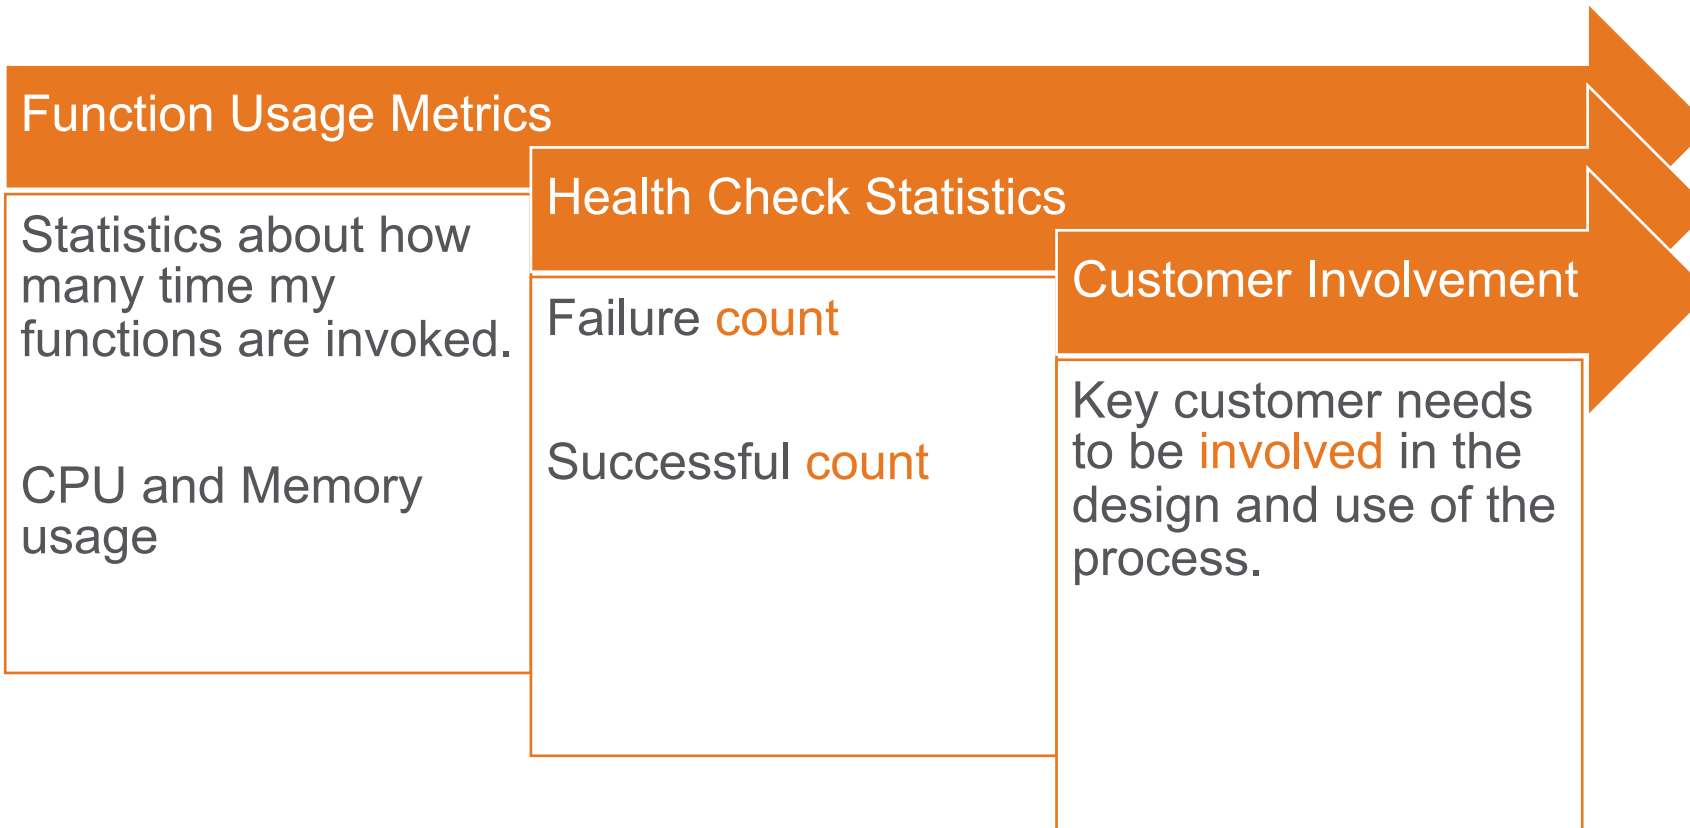 Function Usage Metrics
Statistics about how
many time my
functions are invoked.
CPU and Memory
usage
Health Check Statistics
Failure count
Successful count
Customer Involvement
Key customer needs
to be involved in the
design and use of the
process.